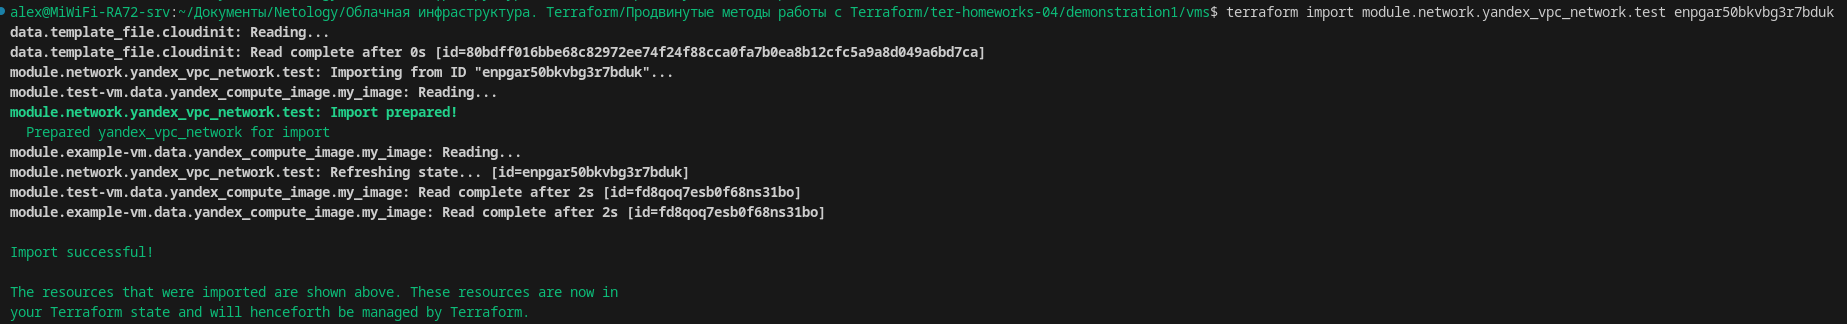 alex@MiWiFi-RA72-srv:~/Документы/Netology/Облачная инфраструктура. Terraform/Продвинутые методы работы с Terraform/ter-homeworks-04/demonstration1/vms$ terraform import module.network.yandex_vpc_network.test enpgar50bkvbg3r7bduk
data.template_file.cloudinit: Reading...
data.template_file.cloudinit: Read complete after 0s [id=80bdff016bbe68c82972ee74f24f88cca0fa7b0ea8b12cfc5a9a8d049a6bd7ca]
module.network.yandex_vpc_network.test: Importing from ID "enpgar50bkvbg3r7bduk"...
module.test-vm.data.yandex_compute_image.my_image: Reading...
module.network.yandex_vpc_network.test: Import prepared!
  Prepared yandex_vpc_network for import
module.example-vm.data.yandex_compute_image.my_image: Reading...
module.network.yandex_vpc_network.test: Refreshing state... [id=enpgar50bkvbg3r7bduk]
module.test-vm.data.yandex_compute_image.my_image: Read complete after 2s [id=fd8qoq7esb0f68ns31bo]
module.example-vm.data.yandex_compute_image.my_image: Read complete after 2s [id=fd8qoq7esb0f68ns31bo]
Import successful!
The resources that were imported are shown above. These resources are now in
your Terraform state and will henceforth be managed by Terraform.